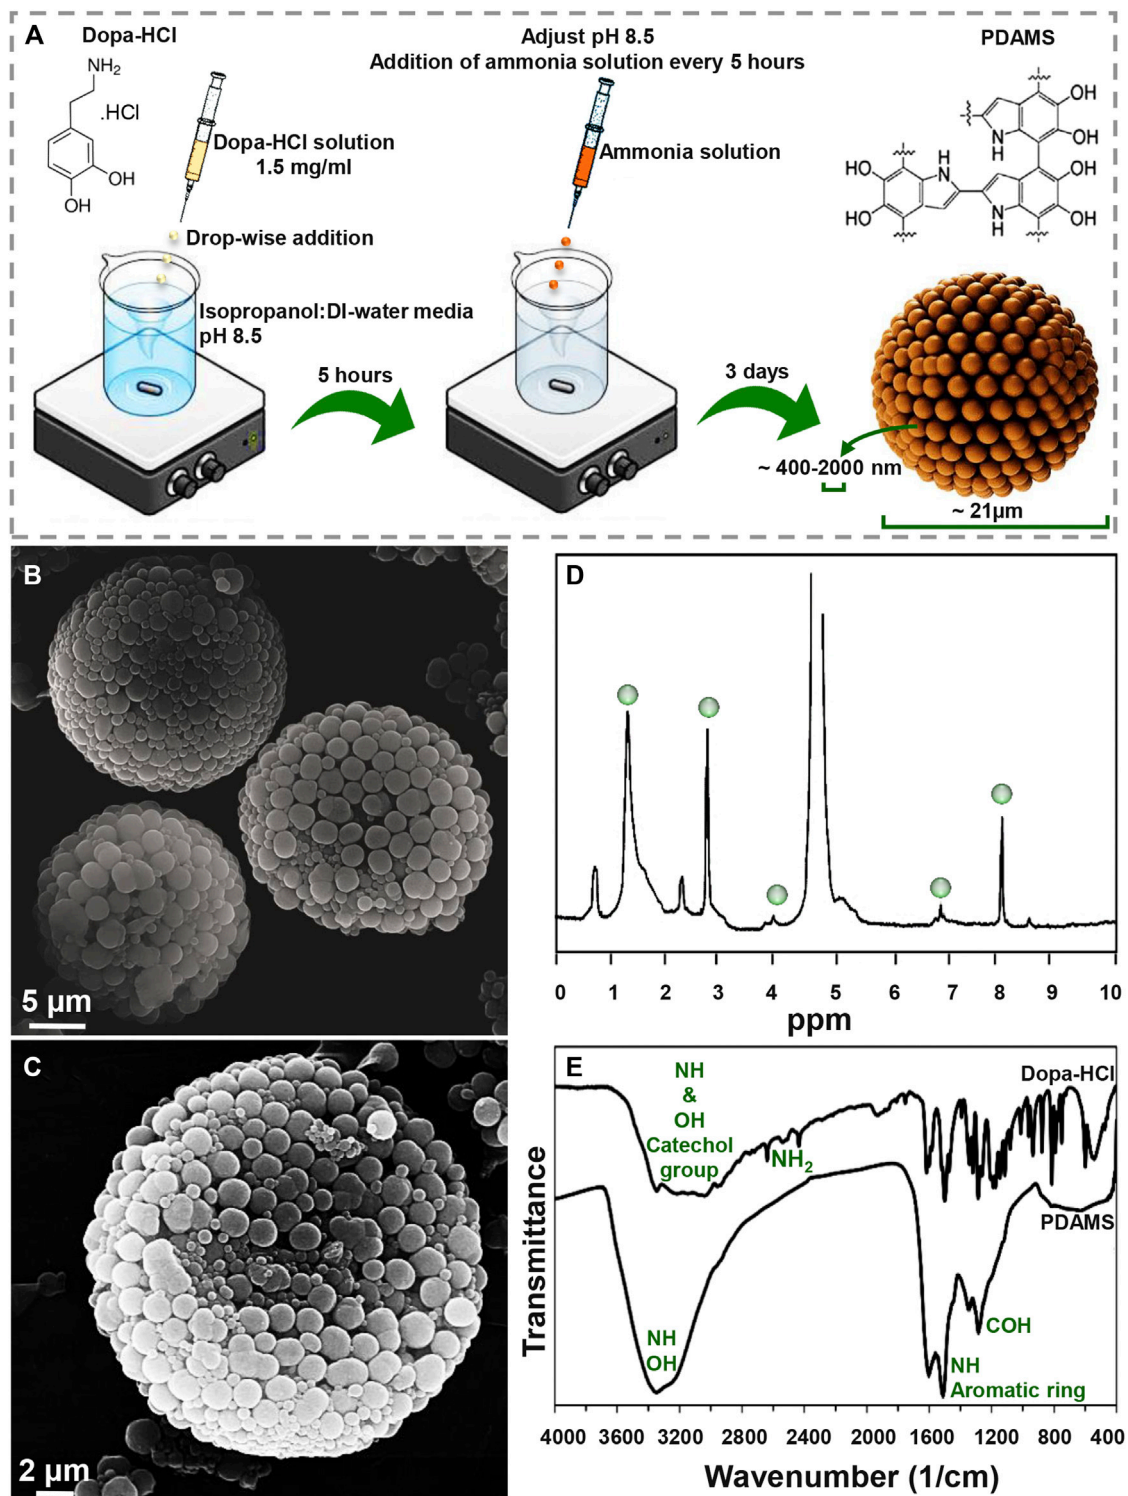 A
Dopa-HCl
NH2
.HCl
OH
OH
Dopa-HCl solution
1.5 mg/ml
Drop-wise addition
Isopropanol:DI-water media
pH 8.5
5 hours
Adjust pH 8.5
Addition of ammonia solution every 5 hours
Ammonia solution
3 days
PDAMS
OH
N
H
OH
HO
H
N
OH
HO
N
H
OH
~ 400-2000 nm
~ 21µm
B
5 µm
C
2 µm
D
0 1 2 3 4 5 6 7 8 9 10
ppm
E
Dopa-HCl
NH
&
OH
Catechol
group
NH2
PDAMS
NH
OH
COH
NH
Aromatic ring
Transmittance
4000 3600 2800 2400 2000 1600 1200 800 400
Wavenumber (1/cm)